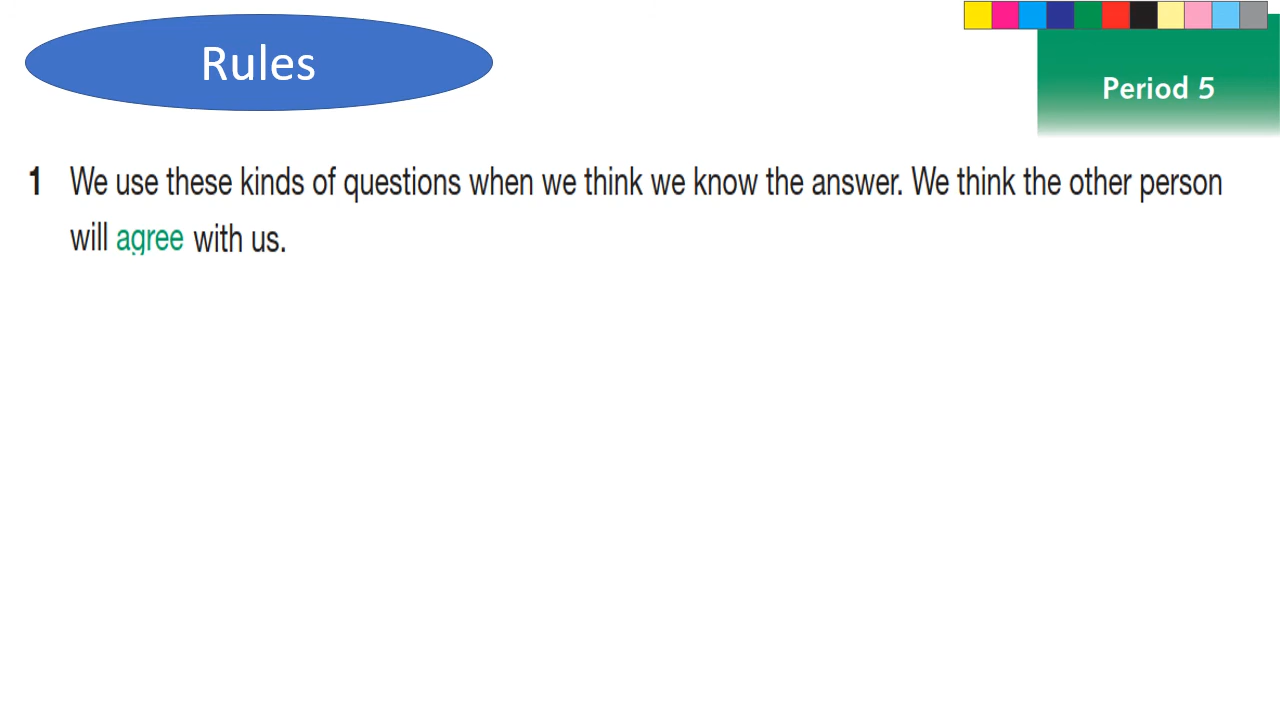 Rules
Period 5
1 We use these kinds of questions when we think we know the answer. We think the other person
will agree with us.